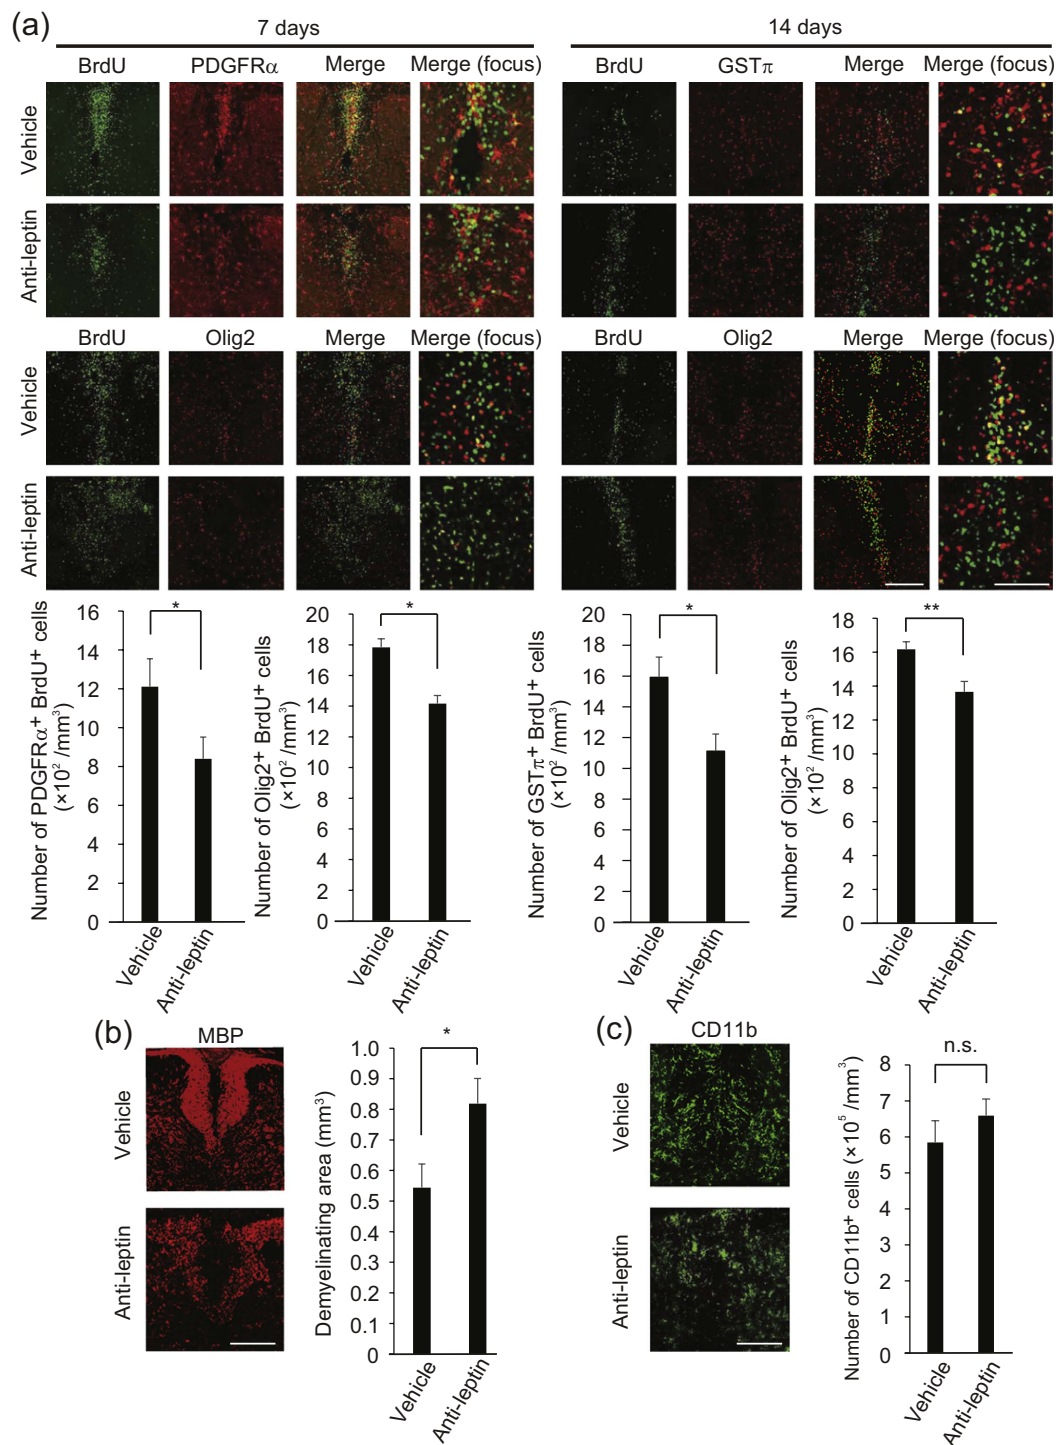 (a)
7 days
14 days
BrdU PDGFRα Merge Merge (focus)
BrdU GSTπ Merge Merge (focus)
Vehicle
Anti-leptin
BrdU Olig2 Merge Merge (focus)
BrdU Olig2 Merge Merge (focus)
Vehicle
Anti-leptin
Number of PDGFRα⁺ BrdU⁺ cells
(×10² /mm³)
16
14
12
10
8
6
4
2
0
*
Vehicle
Anti-leptin
Number of Olig2⁺ BrdU⁺ cells
(×10² /mm³)
20
18
16
14
12
10
8
6
4
2
0
*
Vehicle
Anti-leptin
Number of GSTπ⁺ BrdU⁺ cells
(×10² /mm³)
20
18
16
14
12
10
8
6
4
2
0
*
Vehicle
Anti-leptin
Number of Olig2⁺ BrdU⁺ cells
(×10² /mm³)
18
16
14
12
10
8
6
4
2
0
**
Vehicle
Anti-leptin
(b)
MBP
Vehicle
Anti-leptin
Demyelinating area (mm³)
1.0
0.9
0.8
0.7
0.6
0.5
0.4
0.3
0.2
0.1
0
*
Vehicle
Anti-leptin
(c)
CD11b
Vehicle
Anti-leptin
Number of CD11b⁺ cells (×10⁵ /mm³)
8
7
6
5
4
3
2
1
0
n.s.
Vehicle
Anti-leptin